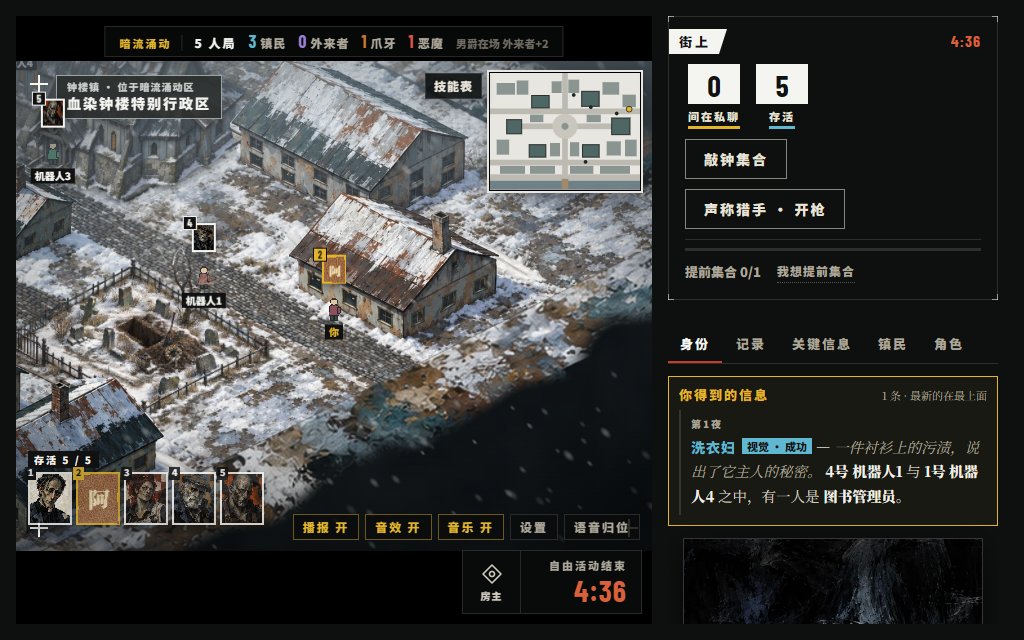 暗流涌动 5 人局 3 镇民 0 外来者 1 爪牙 1 恶魔 男爵在场 外来者+2
钟楼镇 · 位于暗流涌动区
血染钟楼特别行政区
技能表
5
机器人3
4
机器人1
2
阿
你
存活 5 / 5
1 2 3 4 5
阿
播报 开 音效 开 音乐 开 设置 语音归位
房主
自由活动结束
4:36
街上 4:36
0 5
间在私聊 存活
敲钟集合
声称猎手 · 开枪
提前集合 0/1 我想提前集合
身份 记录 关键信息 镇民 角色
你得到的信息 1 条 · 最新的在最上面
第 1 夜
洗衣妇 视觉 · 成功 — 一件衬衫上的污渍，说
出了它主人的秘密。 4号 机器人1 与 1号 机器
人4 之中，有一人是 图书管理员。